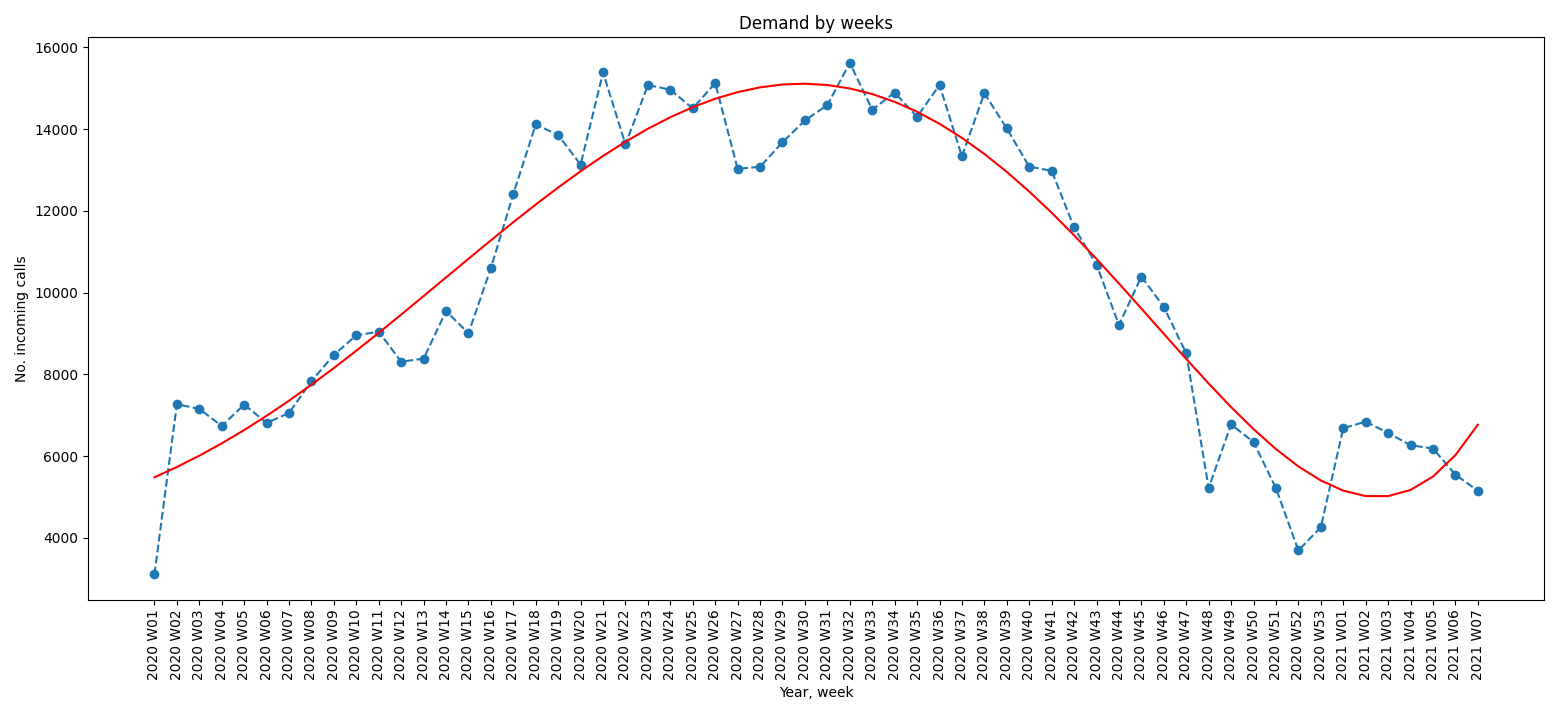 Demand by weeks
16000
14000
12000
10000
8000
6000
4000
No. incoming calls
2020 W01
2020 W02
2020 W03
2020 W04
2020 W05
2020 W06
2020 W07
2020 W08
2020 W09
2020 W10
2020 W11
2020 W12
2020 W13
2020 W14
2020 W15
2020 W16
2020 W17
2020 W18
2020 W19
2020 W20
2020 W21
2020 W22
2020 W23
2020 W24
2020 W25
2020 W26
2020 W27
2020 W28
2020 W29
2020 W30
2020 W31
2020 W32
2020 W33
2020 W34
2020 W35
2020 W36
2020 W37
2020 W38
2020 W39
2020 W40
2020 W41
2020 W42
2020 W43
2020 W44
2020 W45
2020 W46
2020 W47
2020 W48
2020 W49
2020 W50
2020 W51
2020 W52
2020 W53
2021 W01
2021 W02
2021 W03
2021 W04
2021 W05
2021 W06
2021 W07
Year, week